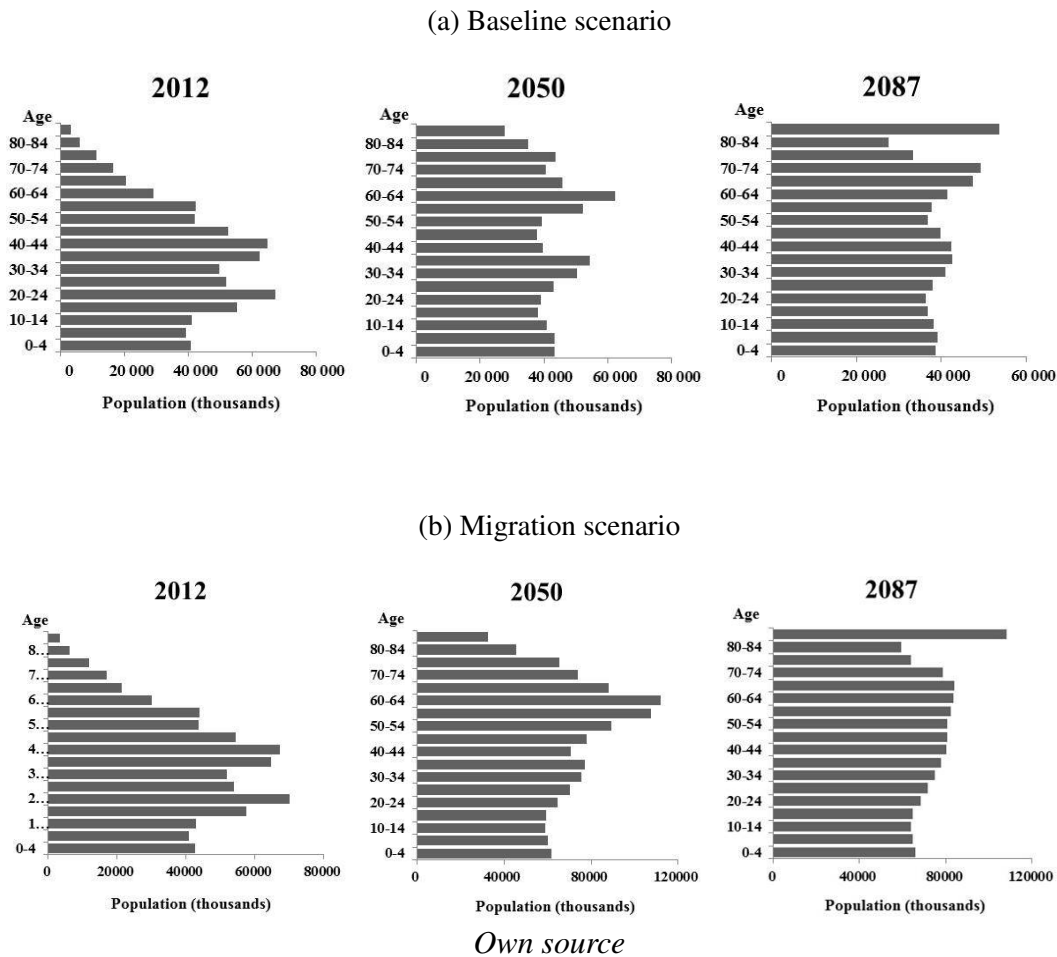 (a) Baseline scenario
2012
Age
80-84
70-74
60-64
50-54
40-44
30-34
20-24
10-14
0-4
0 20 000 40 000 60 000 80 000
Population (thousands)
2050
Age
80-84
70-74
60-64
50-54
40-44
30-34
20-24
10-14
0-4
0 20 000 40 000 60 000 80 000
Population (thousands)
2087
Age
80-84
70-74
60-64
50-54
40-44
30-34
20-24
10-14
0-4
0 20 000 40 000 60 000
Population (thousands)
(b) Migration scenario
2012
Age
8...
7...
6...
5...
4...
3...
2...
1...
0-4
0 20000 40000 60000 80000
Population (thousands)
2050
Age
80-84
70-74
60-64
50-54
40-44
30-34
20-24
10-14
0-4
0 40000 80000 120000
Population (thousands)
2087
Age
80-84
70-74
60-64
50-54
40-44
30-34
20-24
10-14
0-4
0 40000 80000 120000
Population (thousands)
Own source